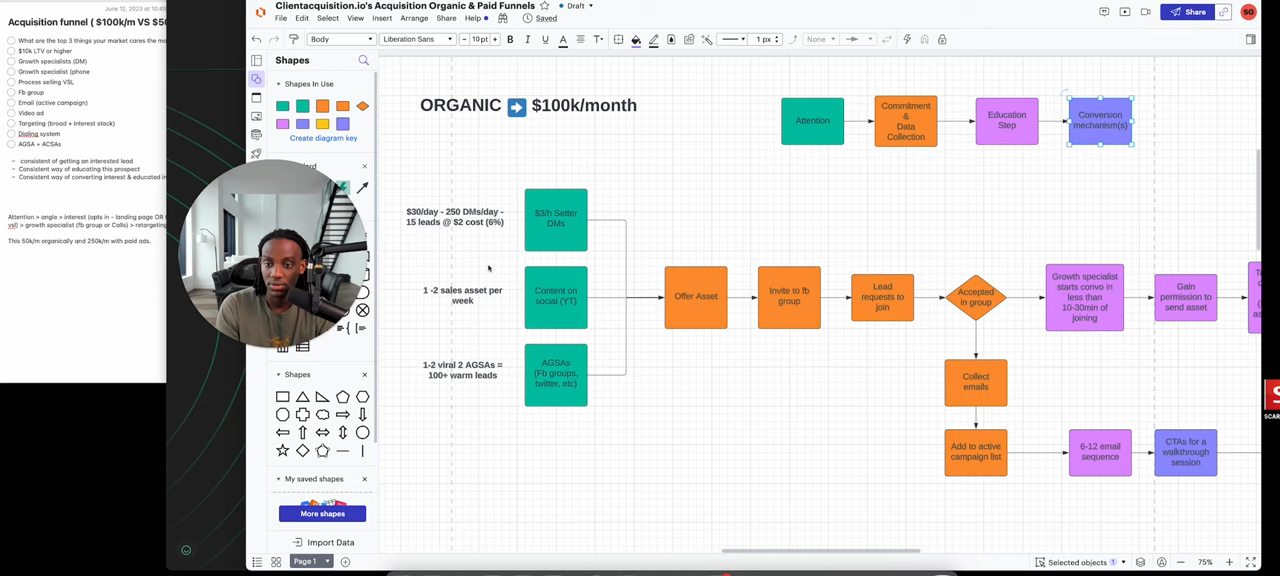 June 12, 2023 at 10:45
Acquisition funnel ( $100k/m VS $50
What are the top 3 things your market cares the mo
$10k LTV or higher
Growth specialists (DM)
Growth specialist (phone
Process selling VSL
Fb group
Email (active campaign)
Video ad
Targeting (broad + interest stack)
Dialing system
AGSA + ACSAs
– consistent of getting an interested lead
– Consistent way of educating this prospect
– Consistent way of converting interest & educated in
Attention > angle > interest (opts in - landing page OR
vsl) > growth specialist (fb group or Calls) > retargeting
This 50k/m organically and 250k/m with paid ads.
Clientacquisition.io's Acquisition Organic & Paid Funnels
Draft
File Edit Select View Insert Arrange Share Help Saved
Share
SG
Body
Liberation Sans
10 pt
B I U A T
1 px
None
Shapes
Shapes In Use
Create diagram key
Shapes
My saved shapes
More shapes
Import Data
ORGANIC ➡ $100k/month
Attention
Commitment
&
Data
Collection
Education
Step
Conversion
mechanism(s)
$30/day - 250 DMs/day -
15 leads @ $2 cost (6%)
$3/h Setter
DMs
1 -2 sales asset per
week
Content on
social (YT)
1-2 viral 2 AGSAs =
100+ warm leads
AGSAs
(Fb groups,
twitter, etc)
Offer Asset
Invite to fb
group
Lead
requests to
join
Accepted
in group
Growth specialist
starts convo in
less than
10-30min of
joining
Gain
permission to
send asset
Collect
emails
Add to active
campaign list
6-12 email
sequence
CTAs for a
walkthrough
session
SCAR
Page 1
Selected objects 1
75%